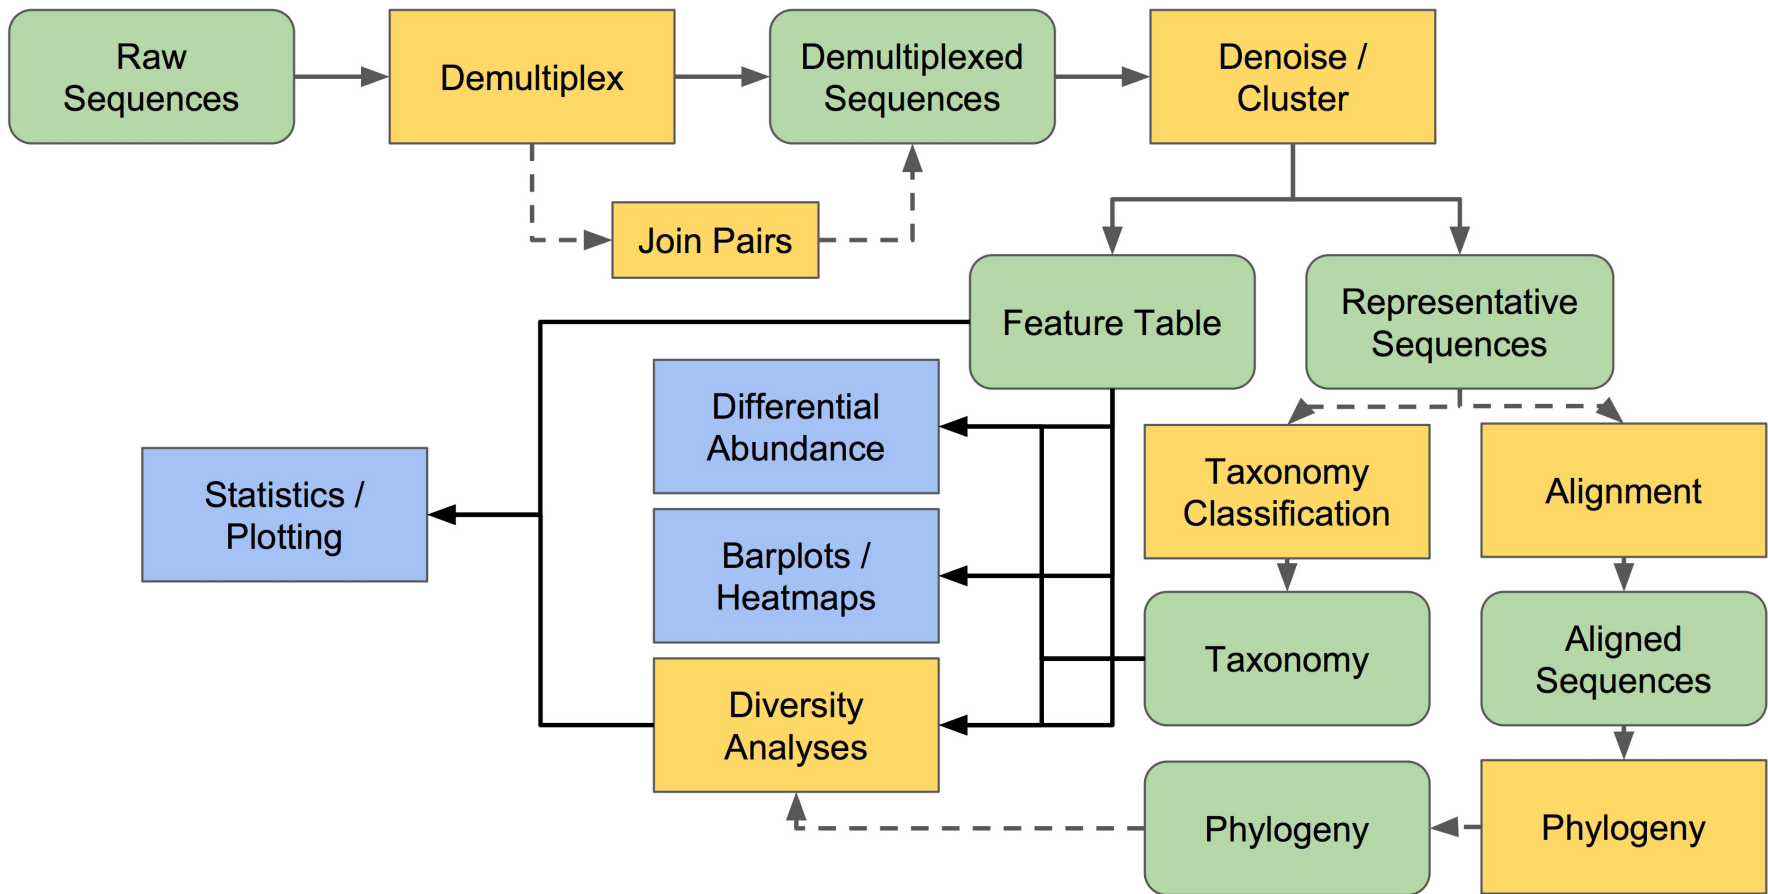 Raw
Sequences
Demultiplex
Demultiplexed
Sequences
Denoise /
Cluster
Join Pairs
Feature Table
Representative
Sequences
Differential
Abundance
Statistics /
Plotting
Taxonomy
Classification
Alignment
Barplots /
Heatmaps
Taxonomy
Aligned
Sequences
Diversity
Analyses
Phylogeny
Phylogeny